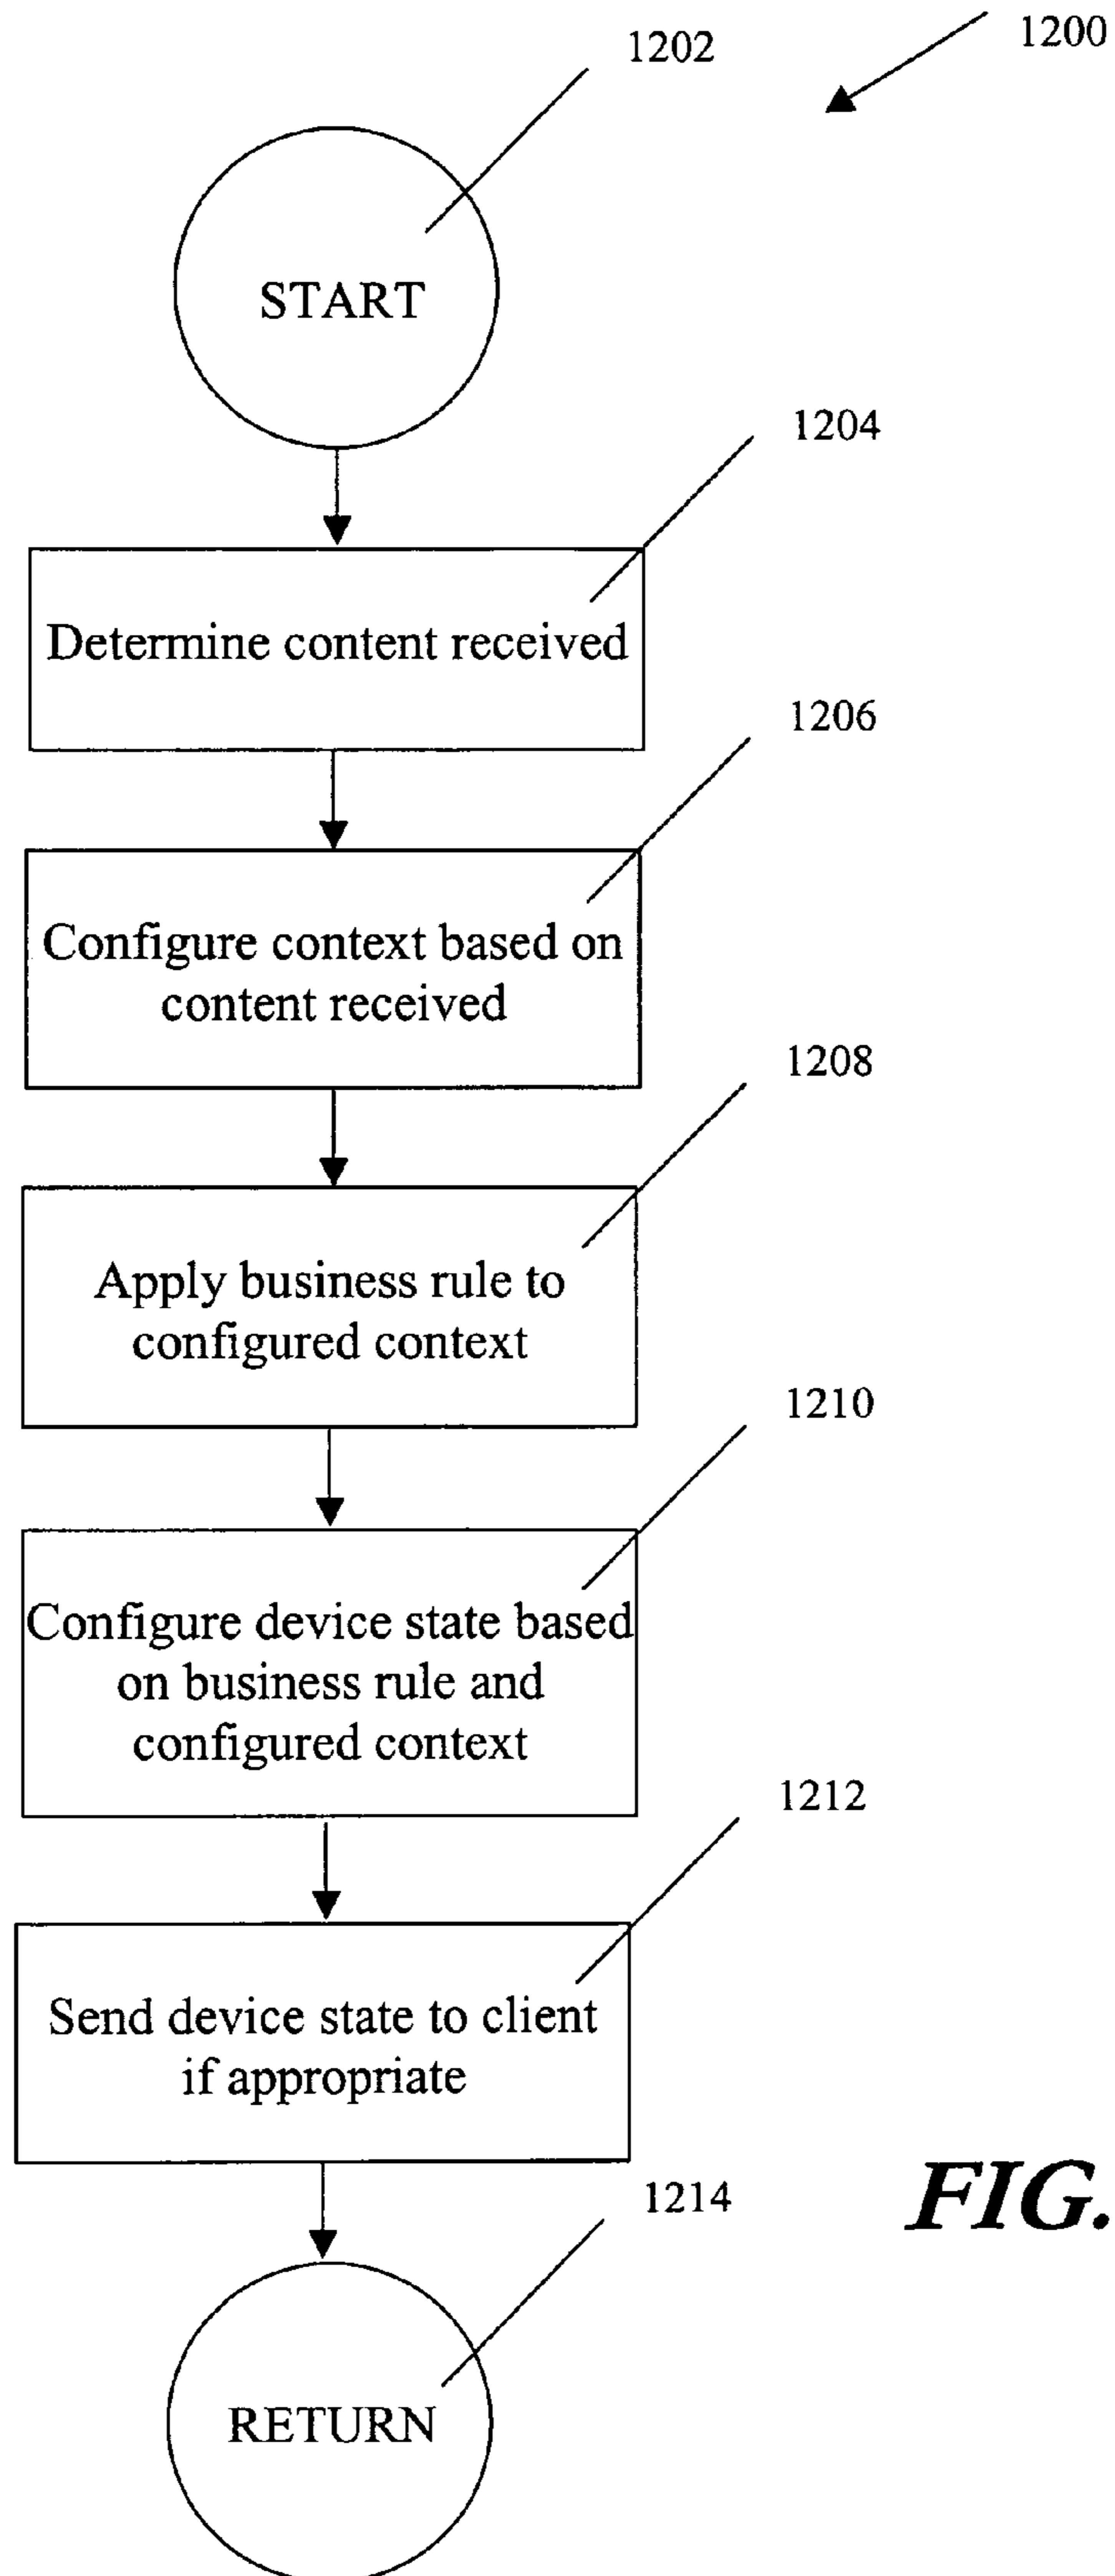 1200
1202
START
1204
Determine content received
1206
Configure context based on
content received
1208
Apply business rule to
configured context
1210
Configure device state based
on business rule and
configured context
1212
Send device state to client
if appropriate
1214
FIG.
RETURN